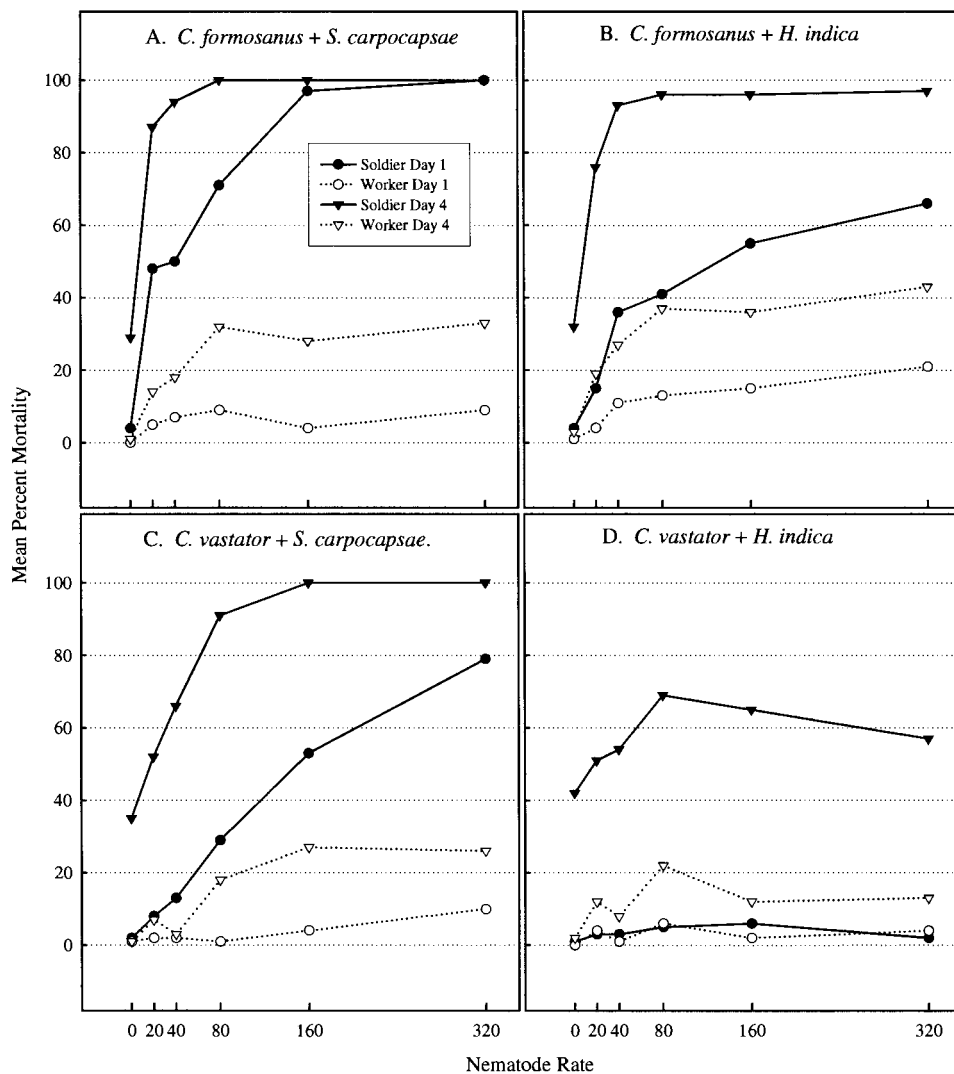 A. C. formosanus + S. carpocapsae
B. C. formosanus + H. indica
100
80
60
40
20
0
Soldier Day 1
Worker Day 1
Soldier Day 4
Worker Day 4
Mean Percent Mortality
C. C. vastator + S. carpocapsae.
D. C. vastator + H. indica
100
80
60
40
20
0
0 20 40 80 160 320
0 20 40 80 160 320
Nematode Rate